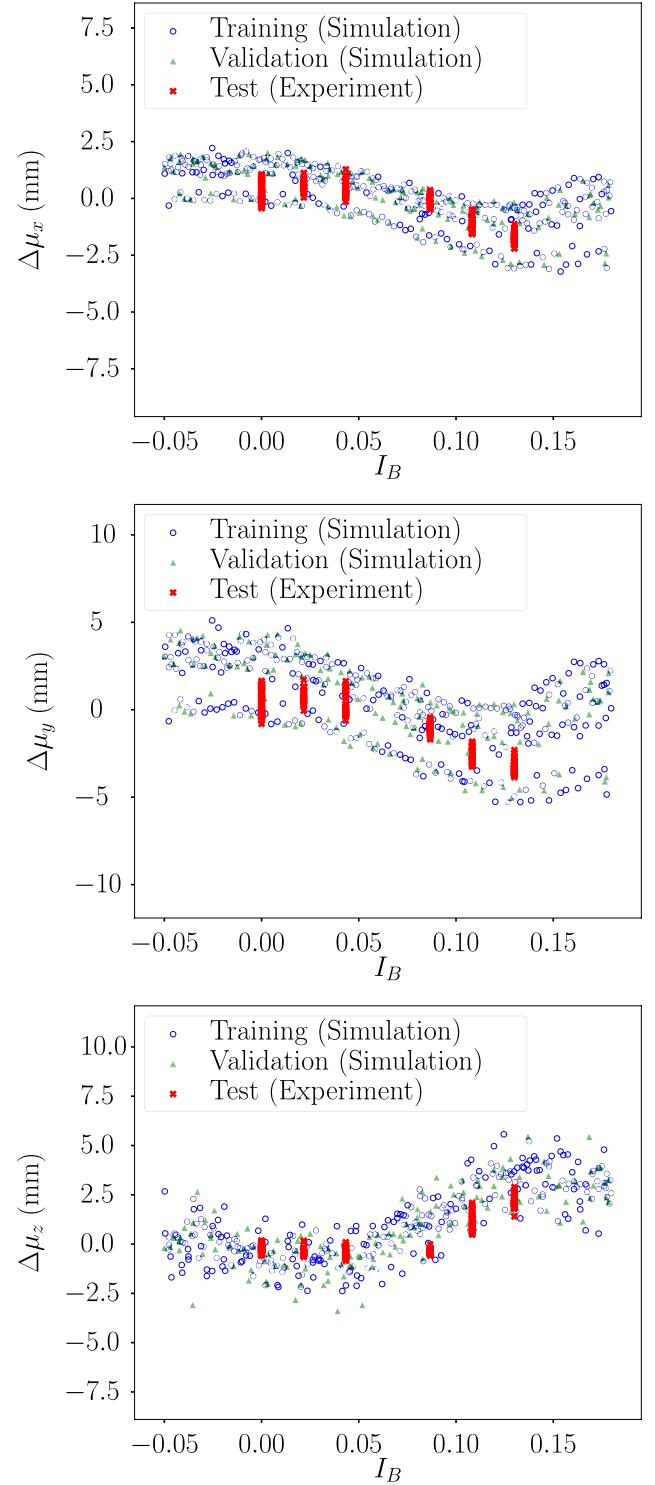 7.5
5.0
2.5
0.0
−2.5
−5.0
−7.5
Δμ_x (mm)
Training (Simulation)
Validation (Simulation)
Test (Experiment)
−0.05 0.00 0.05 0.10 0.15
I_B
10
5
0
−5
−10
Δμ_y (mm)
Training (Simulation)
Validation (Simulation)
Test (Experiment)
−0.05 0.00 0.05 0.10 0.15
I_B
10.0
7.5
5.0
2.5
0.0
−2.5
−5.0
−7.5
Δμ_z (mm)
Training (Simulation)
Validation (Simulation)
Test (Experiment)
−0.05 0.00 0.05 0.10 0.15
I_B